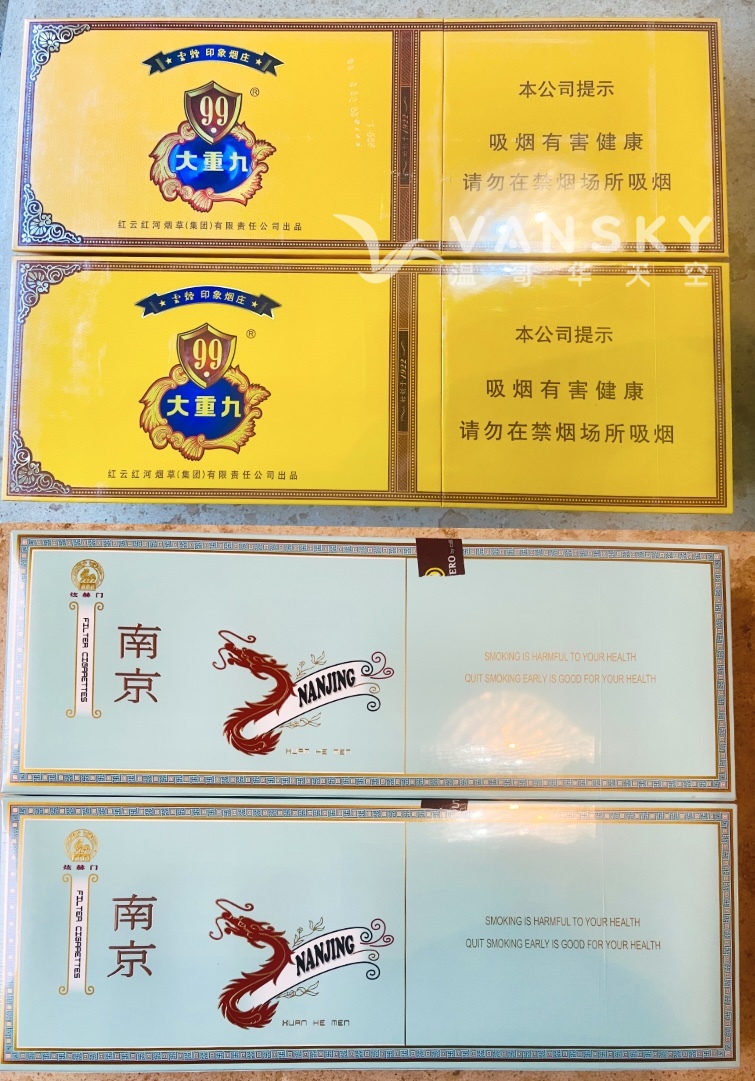 印象烟庄
99
®
大重九
红云红河烟草(集团)有限责任公司出品
本公司提示
吸烟有害健康
请勿在禁烟场所吸烟
VANSKY
温哥华天空
印象烟庄
99
®
大重九
红云红河烟草(集团)有限责任公司出品
1922
本公司提示
吸烟有害健康
请勿在禁烟场所吸烟
炫赫门
FILTER CIGARETTES
南京
NANJING
SMOKING IS HARMFUL TO YOUR HEALTH
QUIT SMOKING EARLY IS GOOD FOR YOUR HEALTH
炫赫门
FILTER CIGARETTES
南京
NANJING
XUAN HE MEN
SMOKING IS HARMFUL TO YOUR HEALTH
QUIT SMOKING EARLY IS GOOD FOR YOUR HEALTH